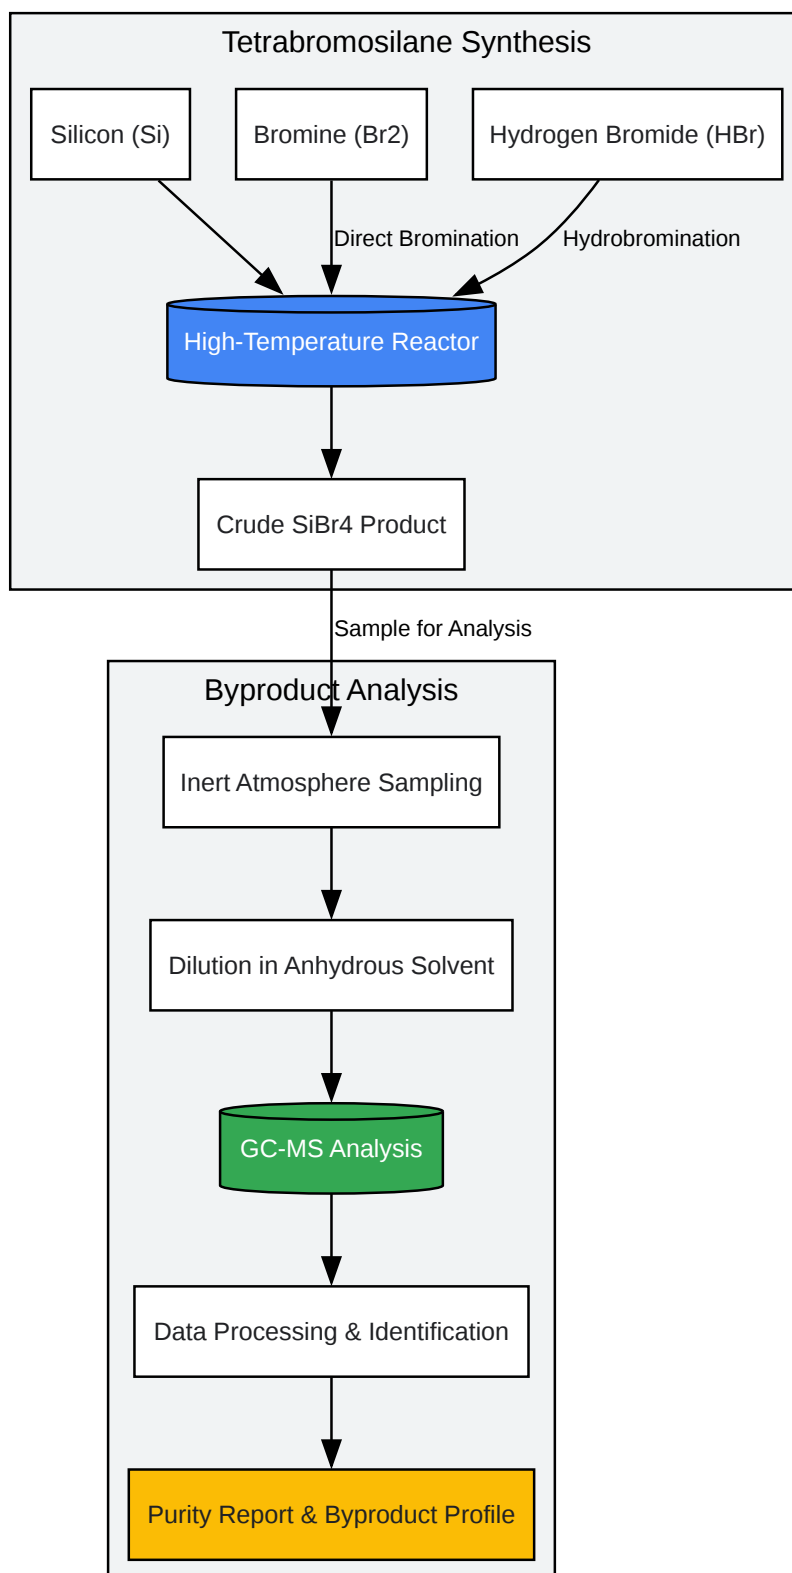 Tetrabromosilane Synthesis
Silicon (Si)
Bromine (Br2)
Hydrogen Bromide (HBr)
Direct Bromination
Hydrobromination
High-Temperature Reactor
Crude SiBr4 Product
Sample for Analysis
Byproduct Analysis
Inert Atmosphere Sampling
Dilution in Anhydrous Solvent
GC-MS Analysis
Data Processing & Identification
Purity Report & Byproduct Profile